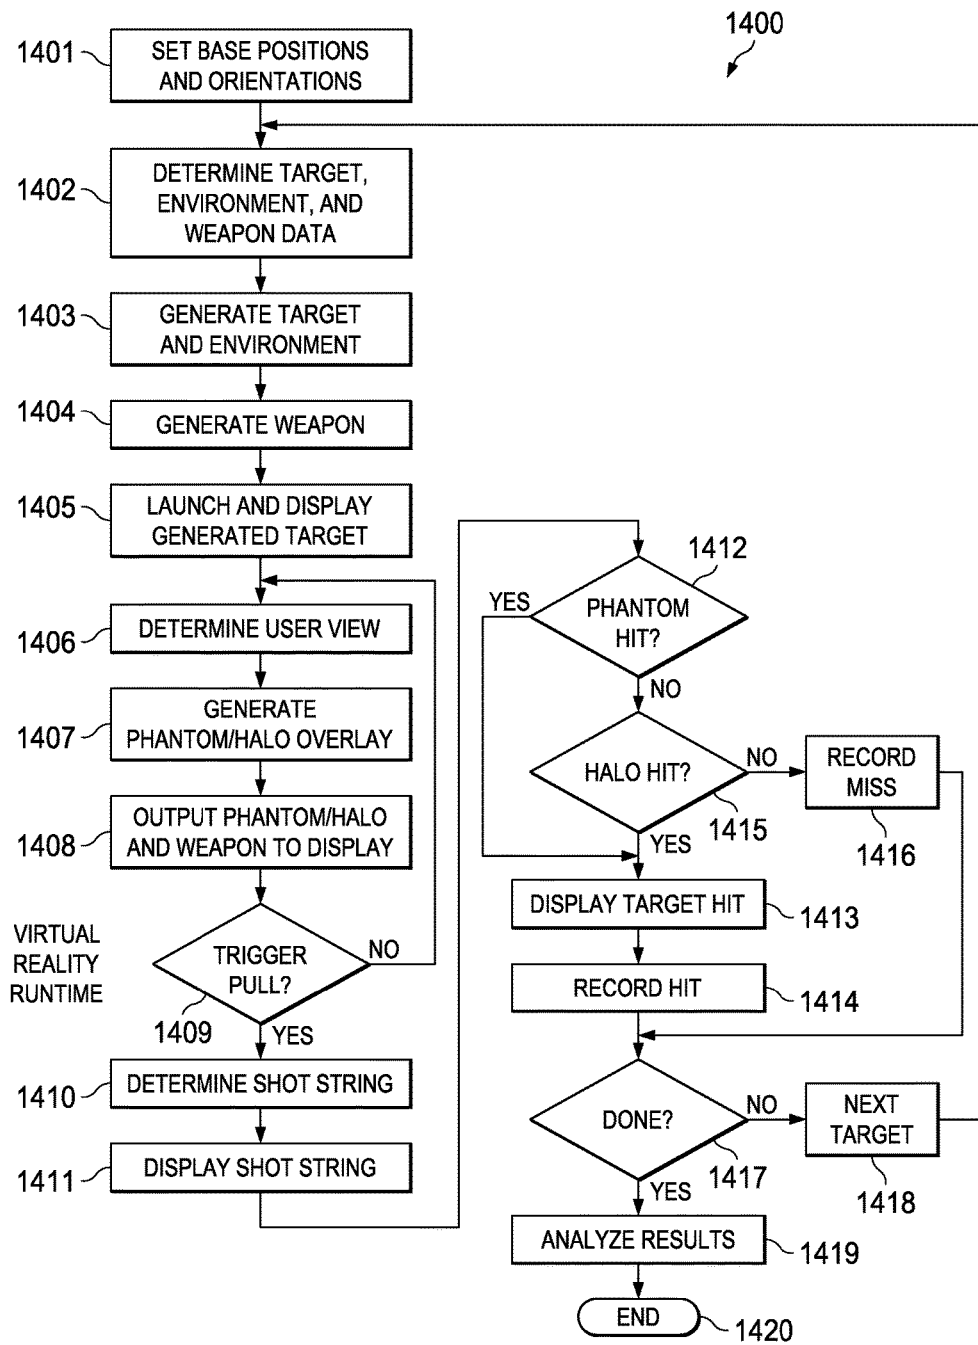 1400
1401
SET BASE POSITIONS
AND ORIENTATIONS
1402
DETERMINE TARGET,
ENVIRONMENT, AND
WEAPON DATA
1403
GENERATE TARGET
AND ENVIRONMENT
1404
GENERATE WEAPON
1405
LAUNCH AND DISPLAY
GENERATED TARGET
1406
DETERMINE USER VIEW
1407
GENERATE
PHANTOM/HALO OVERLAY
1408
OUTPUT PHANTOM/HALO
AND WEAPON TO DISPLAY
VIRTUAL
REALITY
RUNTIME
TRIGGER
PULL?
NO
1409
YES
1410
DETERMINE SHOT STRING
1411
DISPLAY SHOT STRING
1412
YES
PHANTOM
HIT?
NO
HALO HIT?
NO
1415
YES
RECORD
MISS
1416
DISPLAY TARGET HIT
1413
RECORD HIT
1414
DONE?
NO
1417
YES
NEXT
TARGET
1418
ANALYZE RESULTS
1419
END
1420